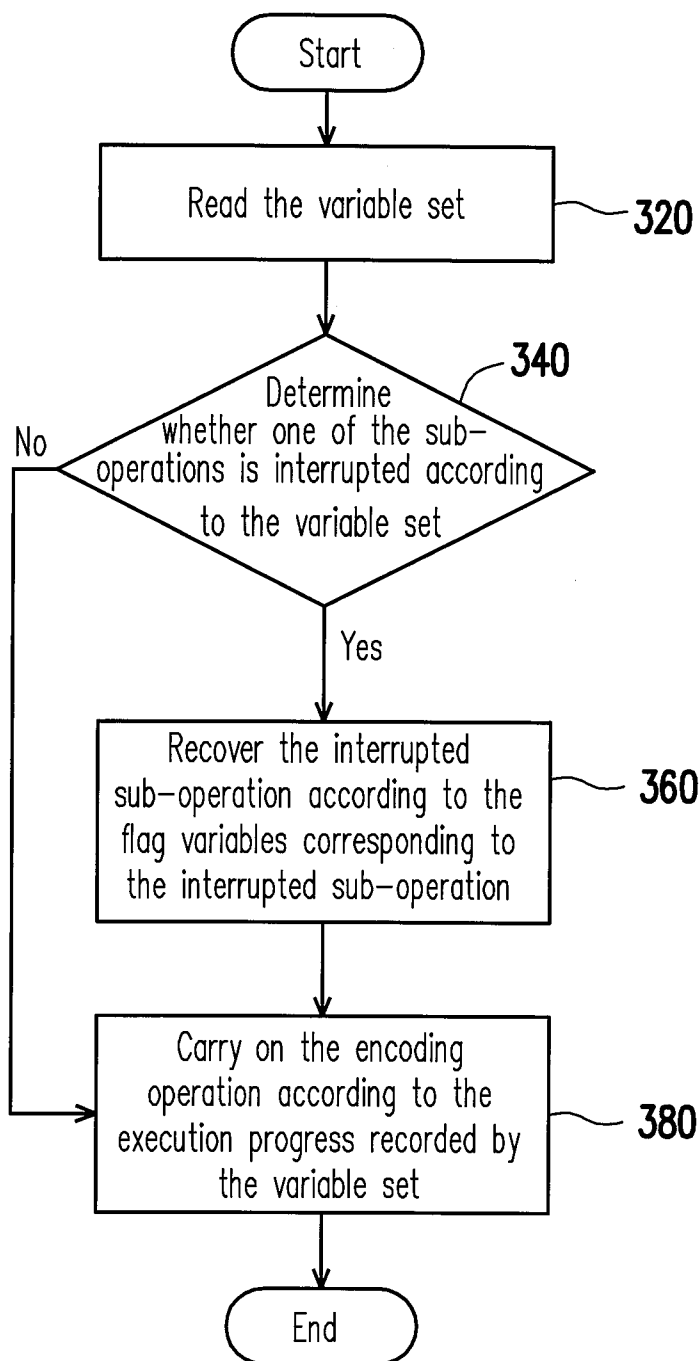 Start
Read the variable set
320
340
Determine
whether one of the sub-
operations is interrupted according
to the variable set
No
Yes
Recover the interrupted
sub-operation according to the
flag variables corresponding to
the interrupted sub-operation
360
Carry on the encoding
operation according to the
execution progress recorded by
the variable set
380
End